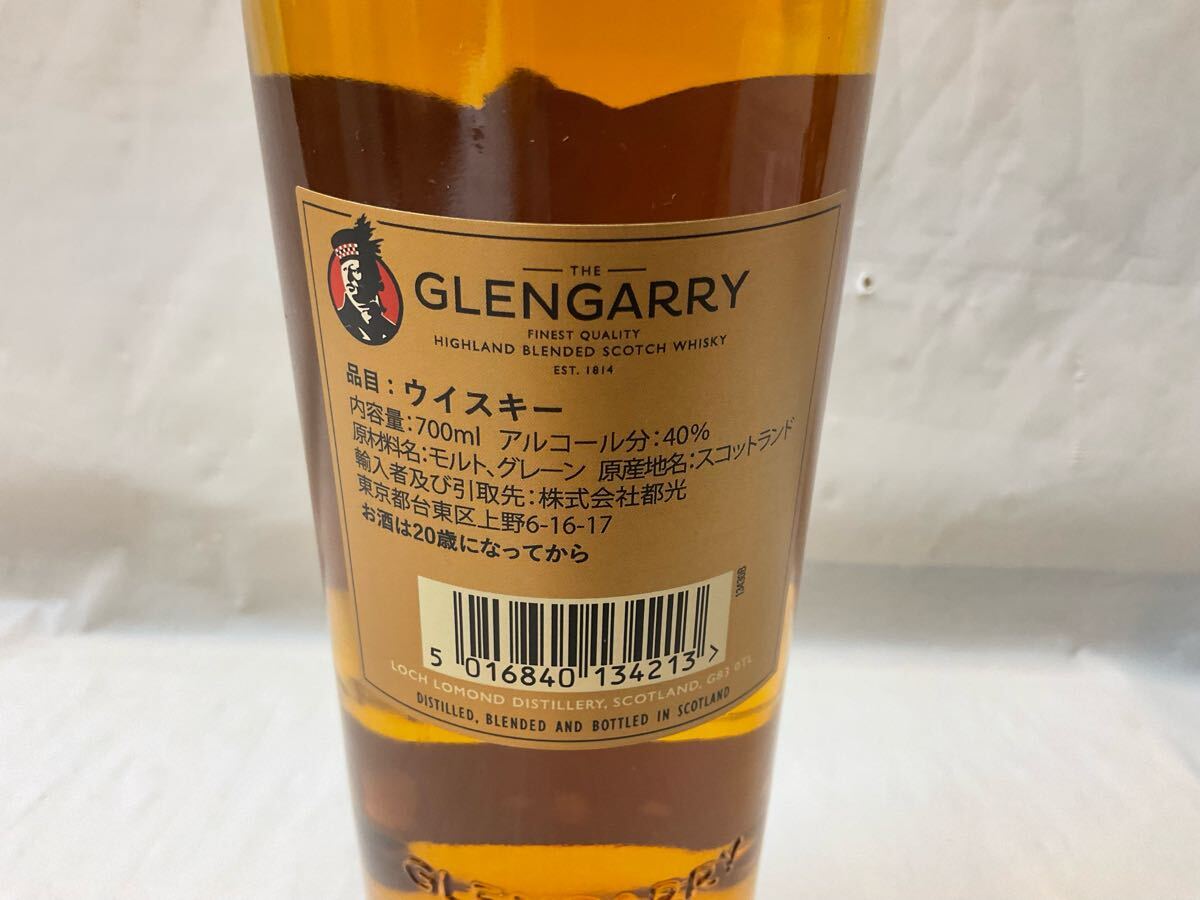 THE
GLENGARRY
FINEST QUALITY
HIGHLAND BLENDED SCOTCH WHISKY
EST. 1814
品目：ウイスキー
内容量：700ml アルコール分：40%
原材料名：モルト、グレーン 原産地名：スコットランド
輸入者及び引取先：株式会社都光
東京都台東区上野6-16-17
お酒は20歳になってから
13430B
5 016840 134213 >
LOCH LOMOND DISTILLERY, SCOTLAND, G83 0TL
DISTILLED, BLENDED AND BOTTLED IN SCOTLAND
GLENGARRY